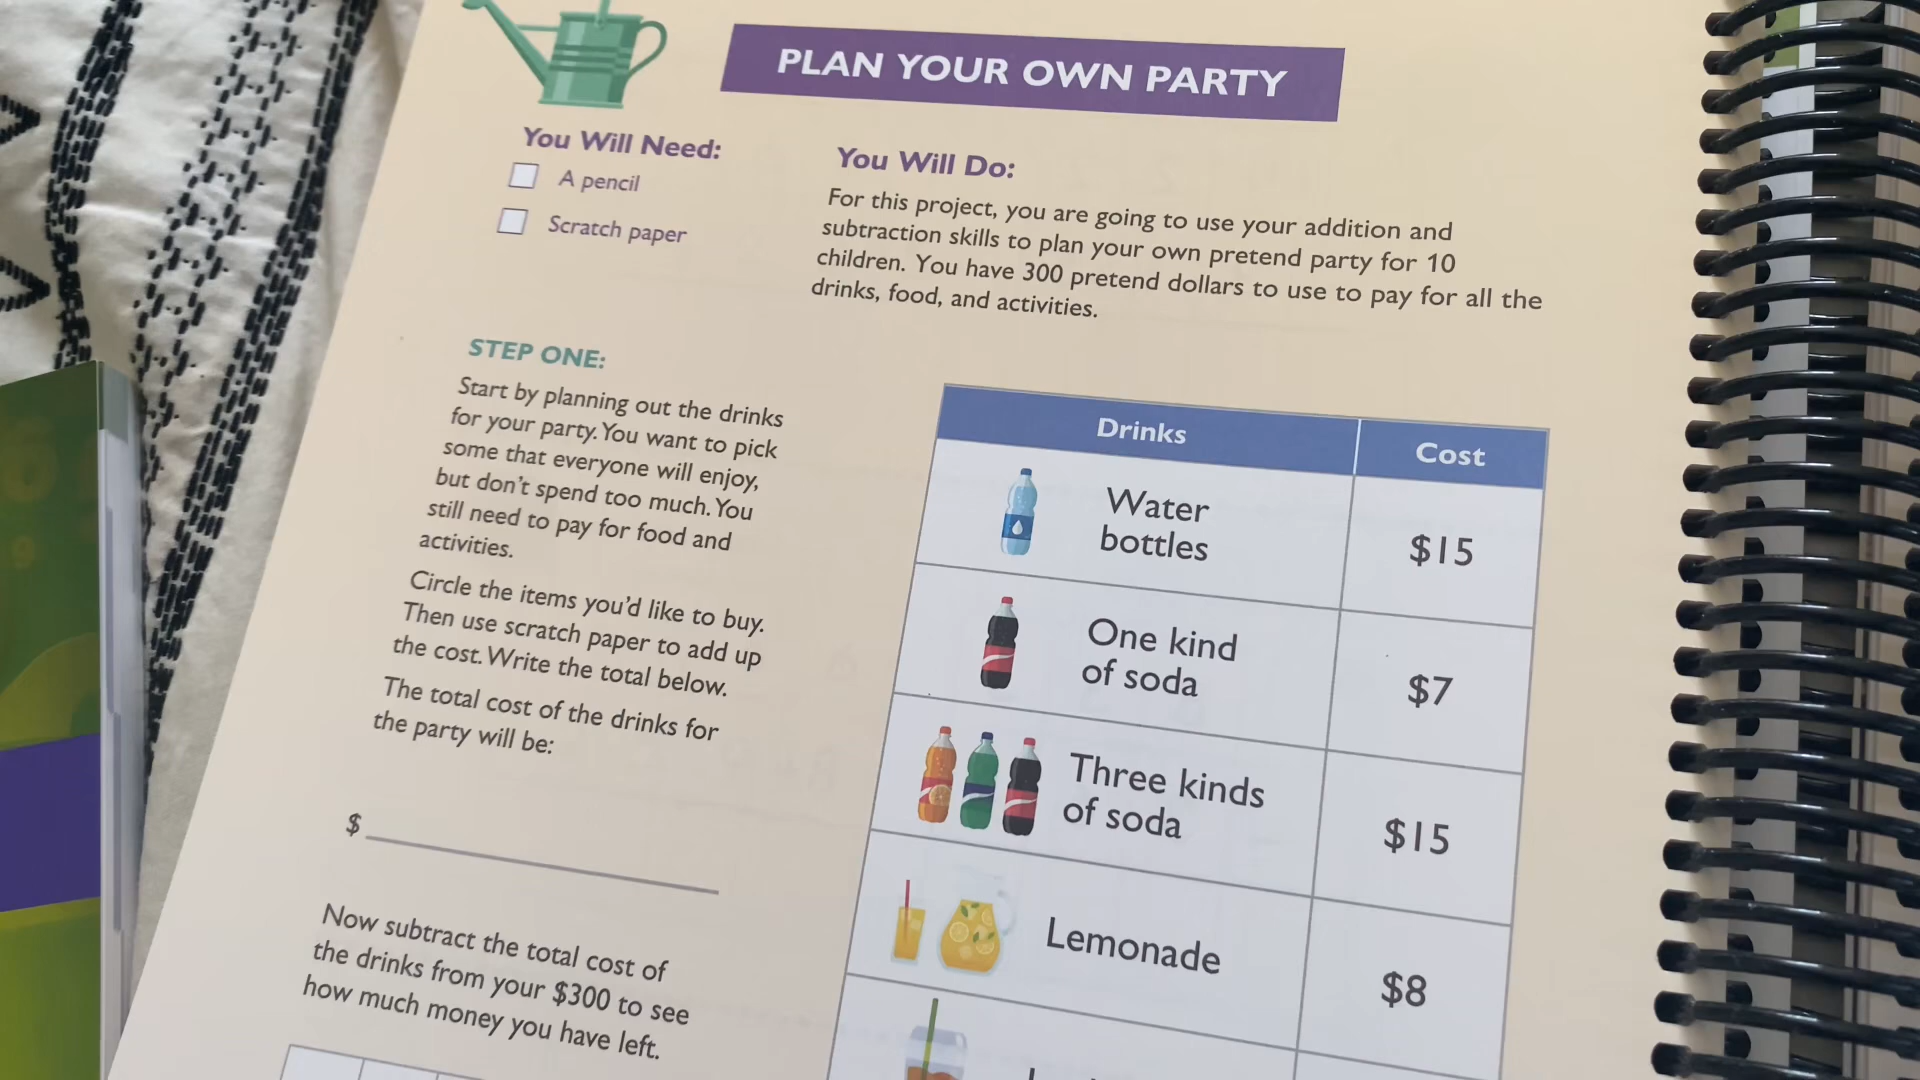 PLAN YOUR OWN PARTY
You Will Need:
A pencil
Scratch paper
You Will Do:
For this project, you are going to use your addition and
subtraction skills to plan your own pretend party for 10
children. You have 300 pretend dollars to use to pay for all the
drinks, food, and activities.
STEP ONE:
Start by planning out the drinks
for your party. You want to pick
some that everyone will enjoy,
but don't spend too much. You
still need to pay for food and
activities.
Circle the items you'd like to buy.
Then use scratch paper to add up
the cost. Write the total below.
The total cost of the drinks for
the party will be:
$
Now subtract the total cost of
the drinks from your $300 to see
how much money you have left.
Drinks Cost
Water
bottles
$15
One kind
of soda
$7
Three kinds
of soda
$15
Lemonade
$8